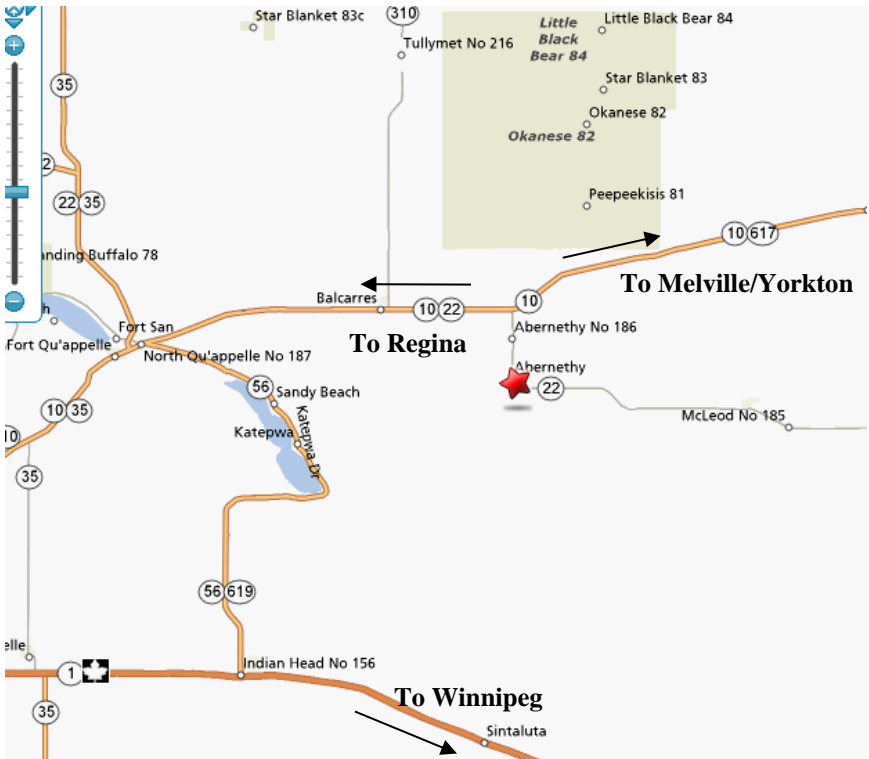 Star Blanket 83c
310
Little Black Bear 84
Little
Black
Bear 84
Tullymet No 216
35
Star Blanket 83
Okanese 82
Okanese 82
2
22 35
Peepeekisis 81
10 617
anding Buffalo 78
To Melville/Yorkton
Balcarres
10 22
10
h
Fort San
Abernethy No 186
Fort Qu'appelle
North Qu'appelle No 187
To Regina
Abernethy
56
Sandy Beach
22
10 35
McLeod No 185
Katepwa
Katepwa Dr
10
35
56 619
elle
Indian Head No 156
1
To Winnipeg
35
Sintaluta